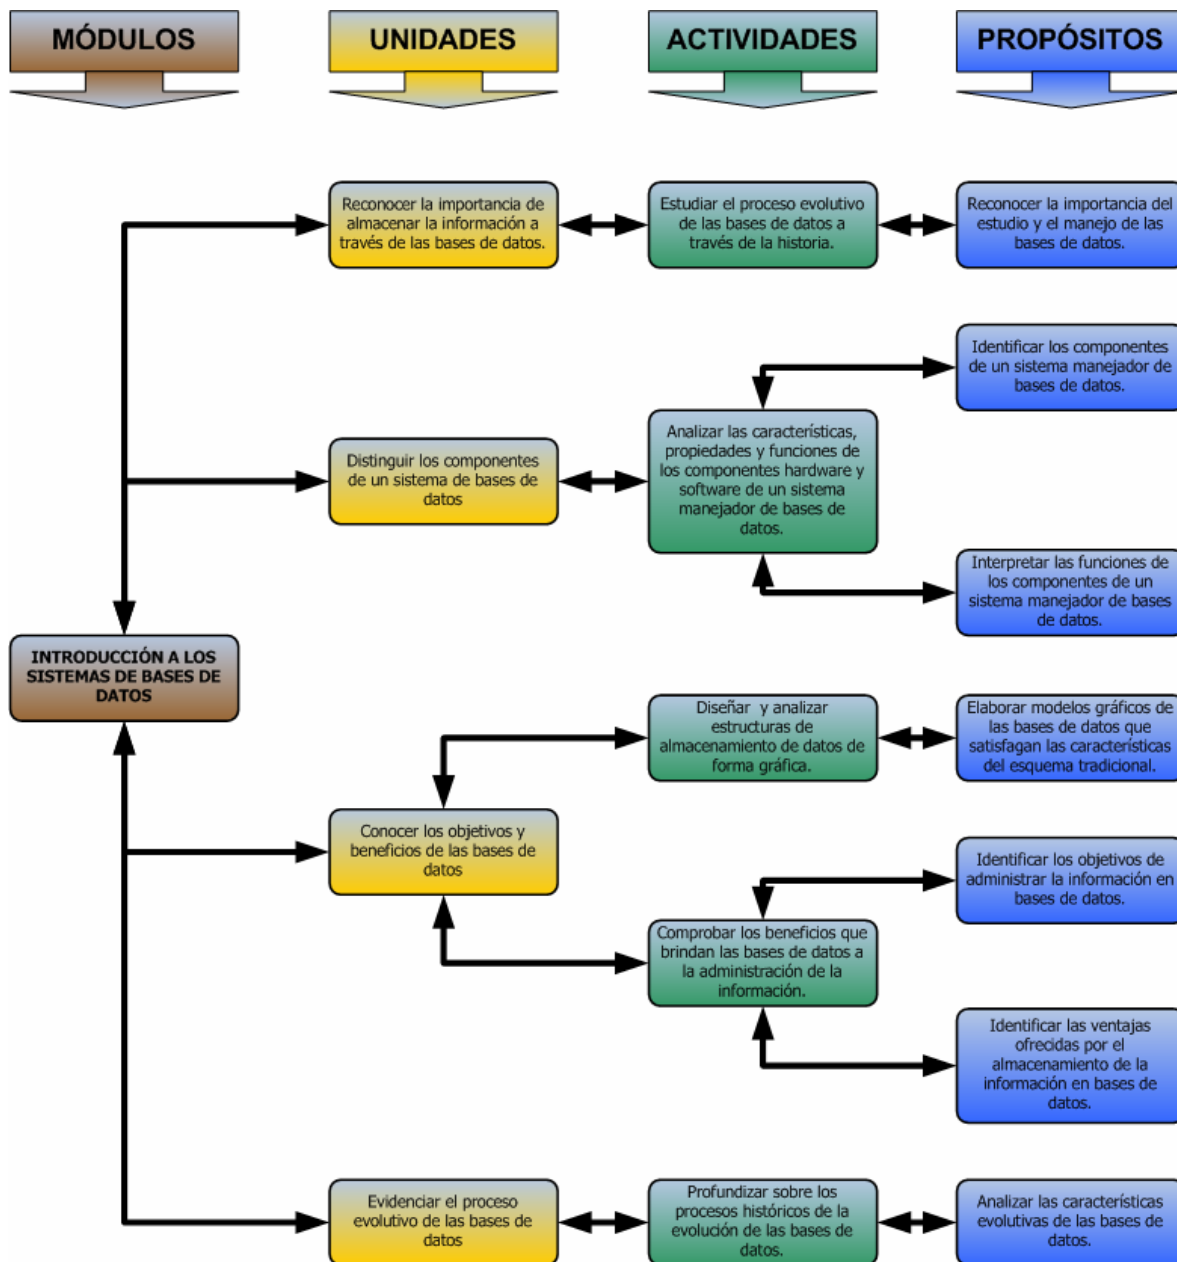 MÓDULOS
UNIDADES
ACTIVIDADES
PROPÓSITOS
Reconocer la importancia de
almacenar la información a
través de las bases de datos.
Estudiar el proceso evolutivo
de las bases de datos a
través de la historia.
Reconocer la importancia del
estudio y el manejo de las
bases de datos.
Identificar los componentes
de un sistema manejador de
bases de datos.
Distinguir los componentes
de un sistema de bases de
datos
Analizar las características,
propiedades y funciones de
los componentes hardware y
software de un sistema
manejador de bases de
datos.
Interpretar las funciones de
los componentes de un
sistema manejador de bases
de datos.
INTRODUCCIÓN A LOS
SISTEMAS DE BASES DE
DATOS
Diseñar y analizar
estructuras de
almacenamiento de datos de
forma gráfica.
Elaborar modelos gráficos de
las bases de datos que
satisfagan las características
del esquema tradicional.
Conocer los objetivos y
beneficios de las bases de
datos
Identificar los objetivos de
administrar la información en
bases de datos.
Comprobar los beneficios que
brindan las bases de datos a
la administración de la
información.
Identificar las ventajas
ofrecidas por el
almacenamiento de la
información en bases de
datos.
Evidenciar el proceso
evolutivo de las bases de
datos
Profundizar sobre los
procesos históricos de la
evolución de las bases de
datos.
Analizar las características
evolutivas de las bases de
datos.